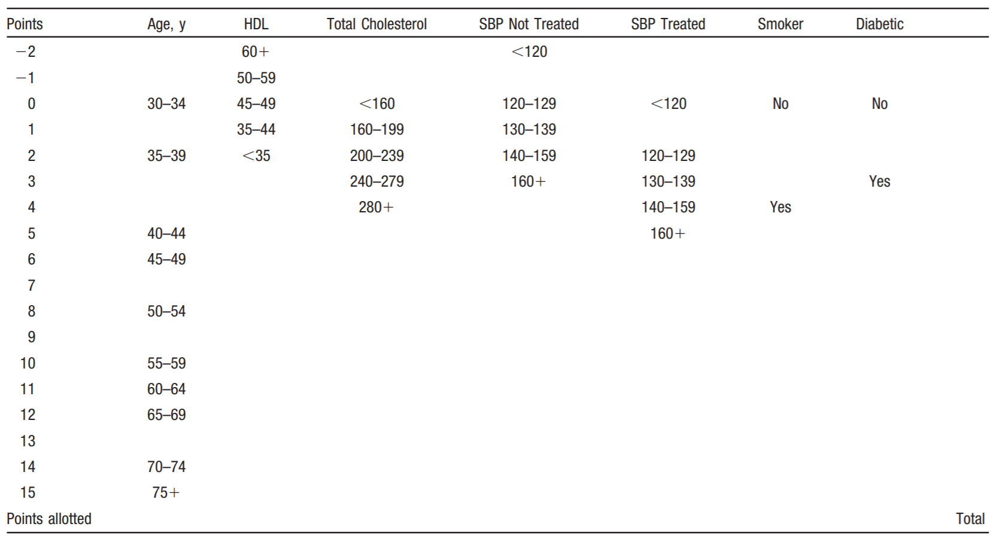 Points Age, y HDL Total Cholesterol SBP Not Treated SBP Treated Smoker Diabetic
−2 60+ <120
−1 50–59
0 30–34 45–49 <160 120–129 <120 No No
1 35–44 160–199 130–139
2 35–39 <35 200–239 140–159 120–129
3 240–279 160+ 130–139 Yes
4 280+ 140–159 Yes
5 40–44 160+
6 45–49
7
8 50–54
9
10 55–59
11 60–64
12 65–69
13
14 70–74
15 75+
Points allotted Total